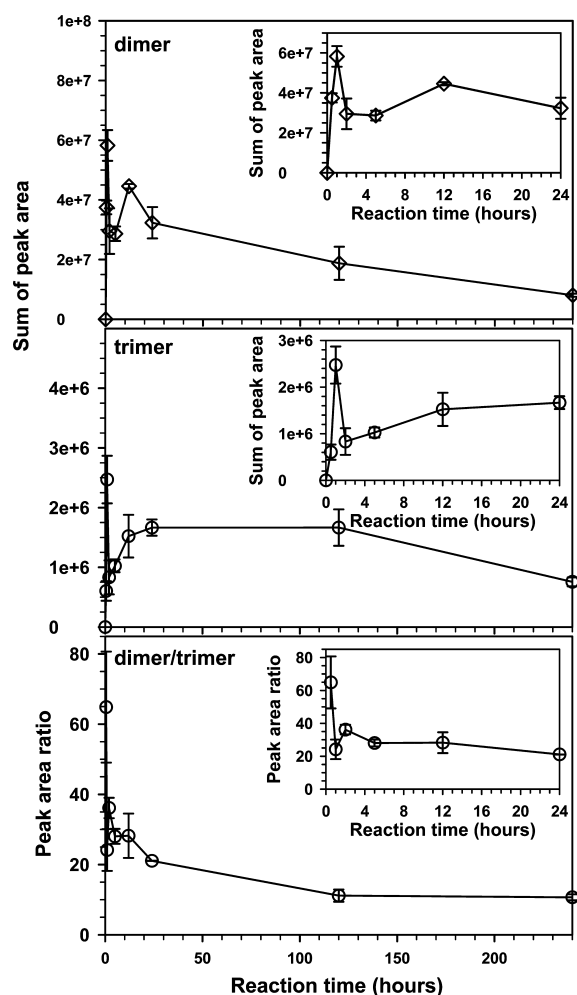 1e+8
dimer
8e+7
6e+7
4e+7
2e+7
0
Sum of peak area
6e+7
4e+7
2e+7
0
Sum of peak area
0 4 8 12 16 20 24
Reaction time (hours)
trimer
4e+6
3e+6
2e+6
1e+6
0
3e+6
2e+6
1e+6
0
Sum of peak area
0 4 8 12 16 20 24
Reaction time (hours)
dimer/trimer
80
60
40
20
0
Peak area ratio
80
60
40
20
0
Peak area ratio
0 4 8 12 16 20 24
Reaction time (hours)
0 50 100 150 200
Reaction time (hours)